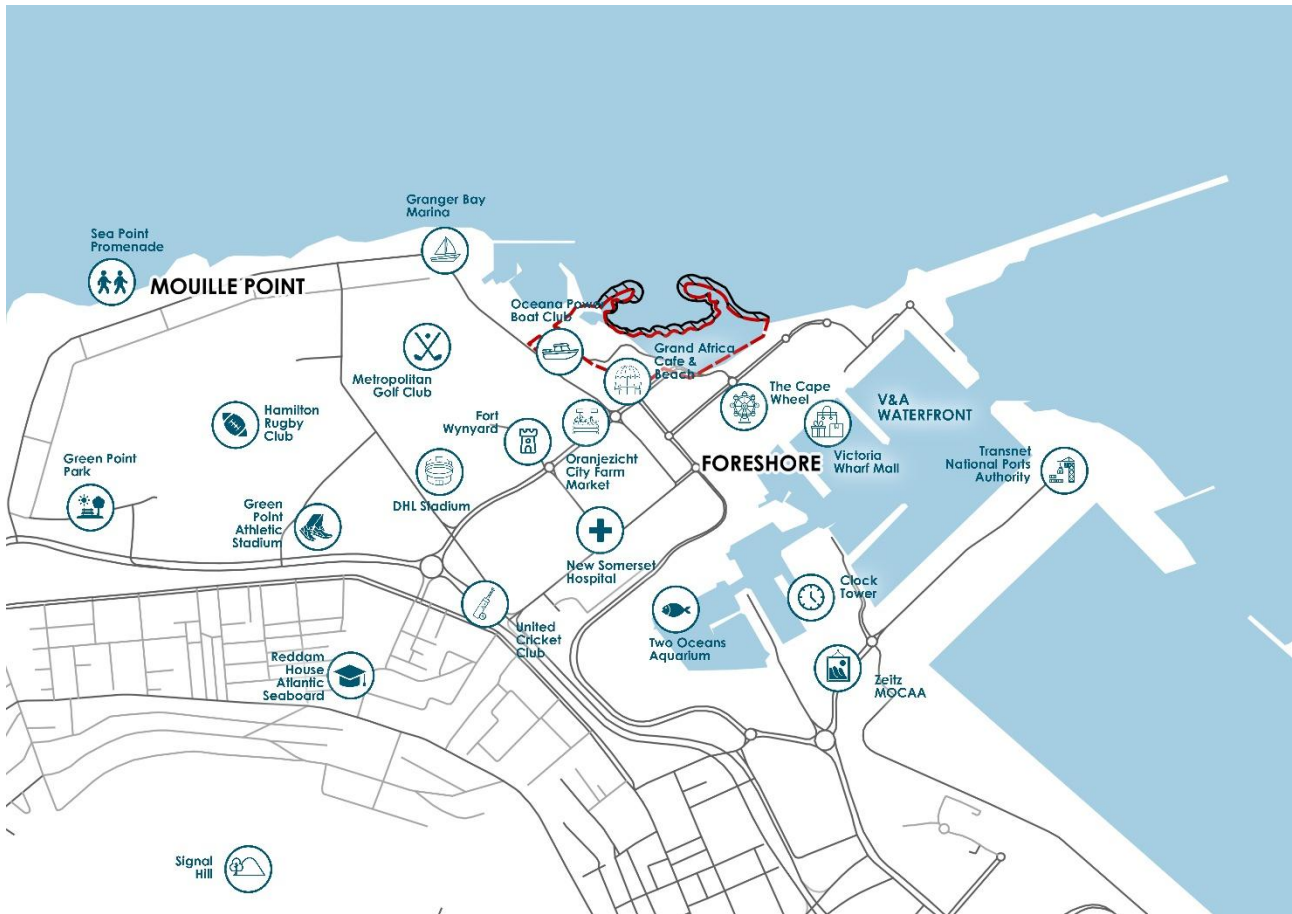 Granger Bay
Marina
Sea Point
Promenade
MOUILLE POINT
Oceana Power
Boat Club
Metropolitan
Golf Club
Grand Africa
Cafe &
Beach
The Cape
Wheel
V&A
WATERFRONT
Hamilton
Rugby
Club
Fort
Wynyard
Oranjezicht
City Farm
Market
FORESHORE
Victoria
Wharf Mall
Transnet
National Ports
Authority
Green Point
Park
Green
Point
Athletic
Stadium
DHL Stadium
New Somerset
Hospital
Clock
Tower
United
Cricket
Club
Two Oceans
Aquarium
Reddam
House
Atlantic
Seaboard
Zeitz
MOCAA
Signal
Hill